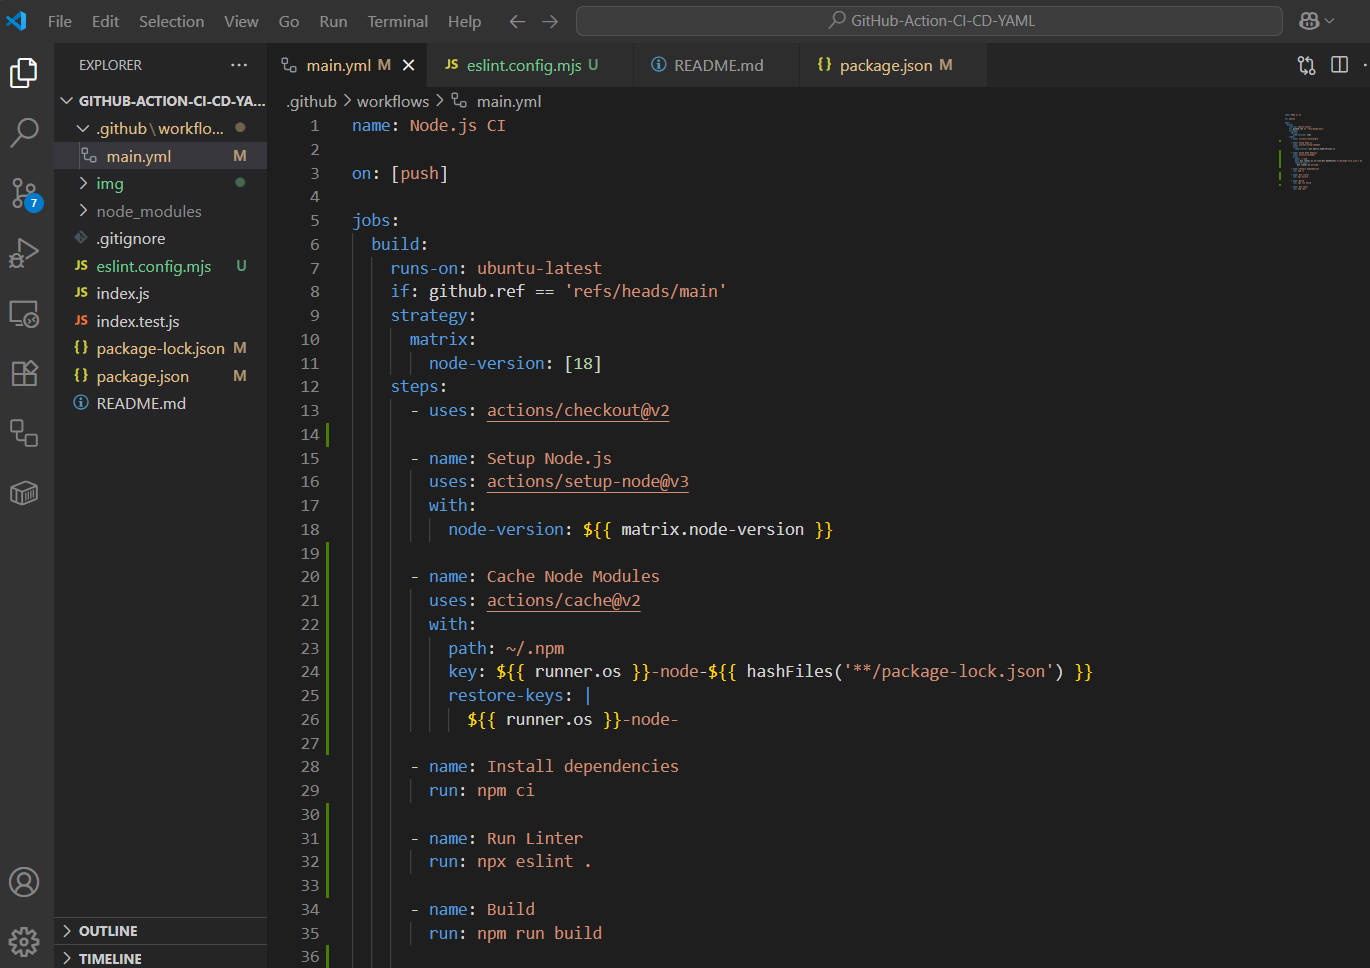 File Edit Selection View Go Run Terminal Help GitHub-Action-CI-CD-YAML
EXPLORER
GITHUB-ACTION-CI-CD-YA...
.github\workflo...
main.yml M
img
node_modules
.gitignore
JS eslint.config.mjs U
JS index.js
JS index.test.js
{} package-lock.json M
{} package.json M
README.md
7
OUTLINE
TIMELINE
main.yml M JS eslint.config.mjs U README.md {} package.json M
.github > workflows > main.yml
1 name: Node.js CI
2
3 on: [push]
4
5 jobs:
6 build:
7 runs-on: ubuntu-latest
8 if: github.ref == 'refs/heads/main'
9 strategy:
10 matrix:
11 node-version: [18]
12 steps:
13 - uses: actions/checkout@v2
14
15 - name: Setup Node.js
16 uses: actions/setup-node@v3
17 with:
18 node-version: ${{ matrix.node-version }}
19
20 - name: Cache Node Modules
21 uses: actions/cache@v2
22 with:
23 path: ~/.npm
24 key: ${{ runner.os }}-node-${{ hashFiles('**/package-lock.json') }}
25 restore-keys: |
26 ${{ runner.os }}-node-
27
28 - name: Install dependencies
29 run: npm ci
30
31 - name: Run Linter
32 run: npx eslint .
33
34 - name: Build
35 run: npm run build
36